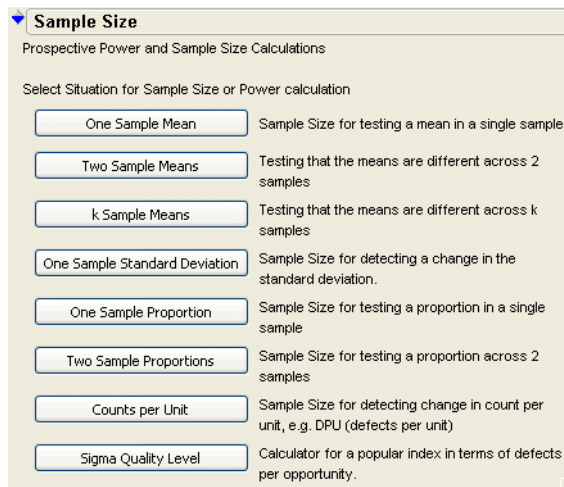 Sample Size
Prospective Power and Sample Size Calculations
Select Situation for Sample Size or Power calculation
One Sample Mean
Sample Size for testing a mean in a single sample
Two Sample Means
Testing that the means are different across 2
samples
k Sample Means
Testing that the means are different across k
samples
One Sample Standard Deviation
Sample Size for detecting a change in the
standard deviation.
One Sample Proportion
Sample Size for testing a proportion in a single
sample
Two Sample Proportions
Sample Size for testing a proportion across 2
samples
Counts per Unit
Sample Size for detecting change in count per
unit, e.g. DPU (defects per unit)
Sigma Quality Level
Calculator for a popular index in terms of defects
per opportunity.